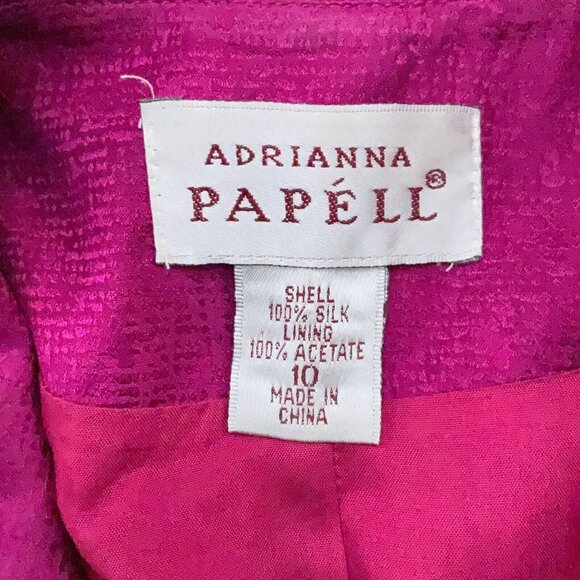 ADRIANNA
PAPÉLL®
SHELL
100% SILK
LINING
100% ACETATE
10
MADE IN
CHINA